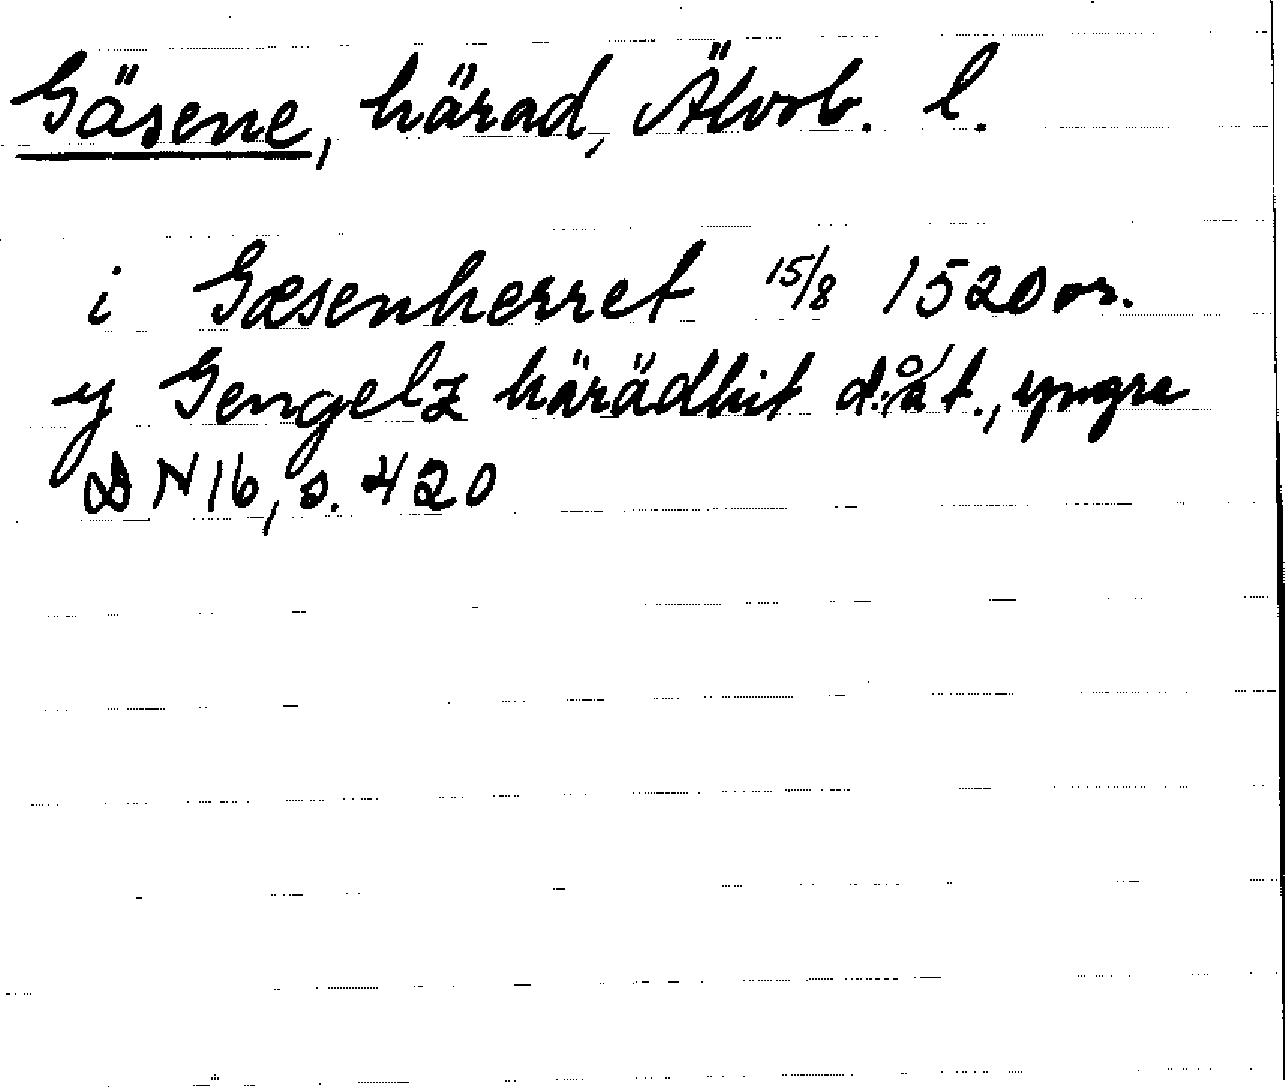 Gäsene, härad, Älvsb. l.
i Gæsenherret 15/8 1520 or.
y Gengelz härädhit d.å t., yngre
DN 16, s. 420